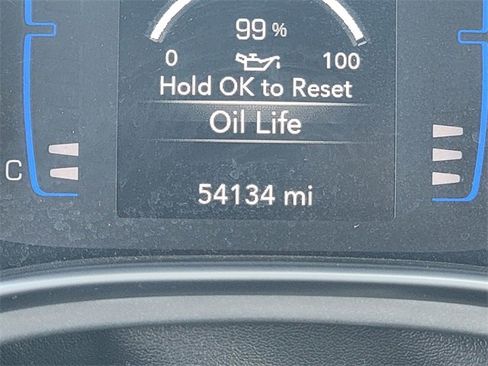 99 %
0 100
Hold OK to Reset
Oil Life
C
54134 mi